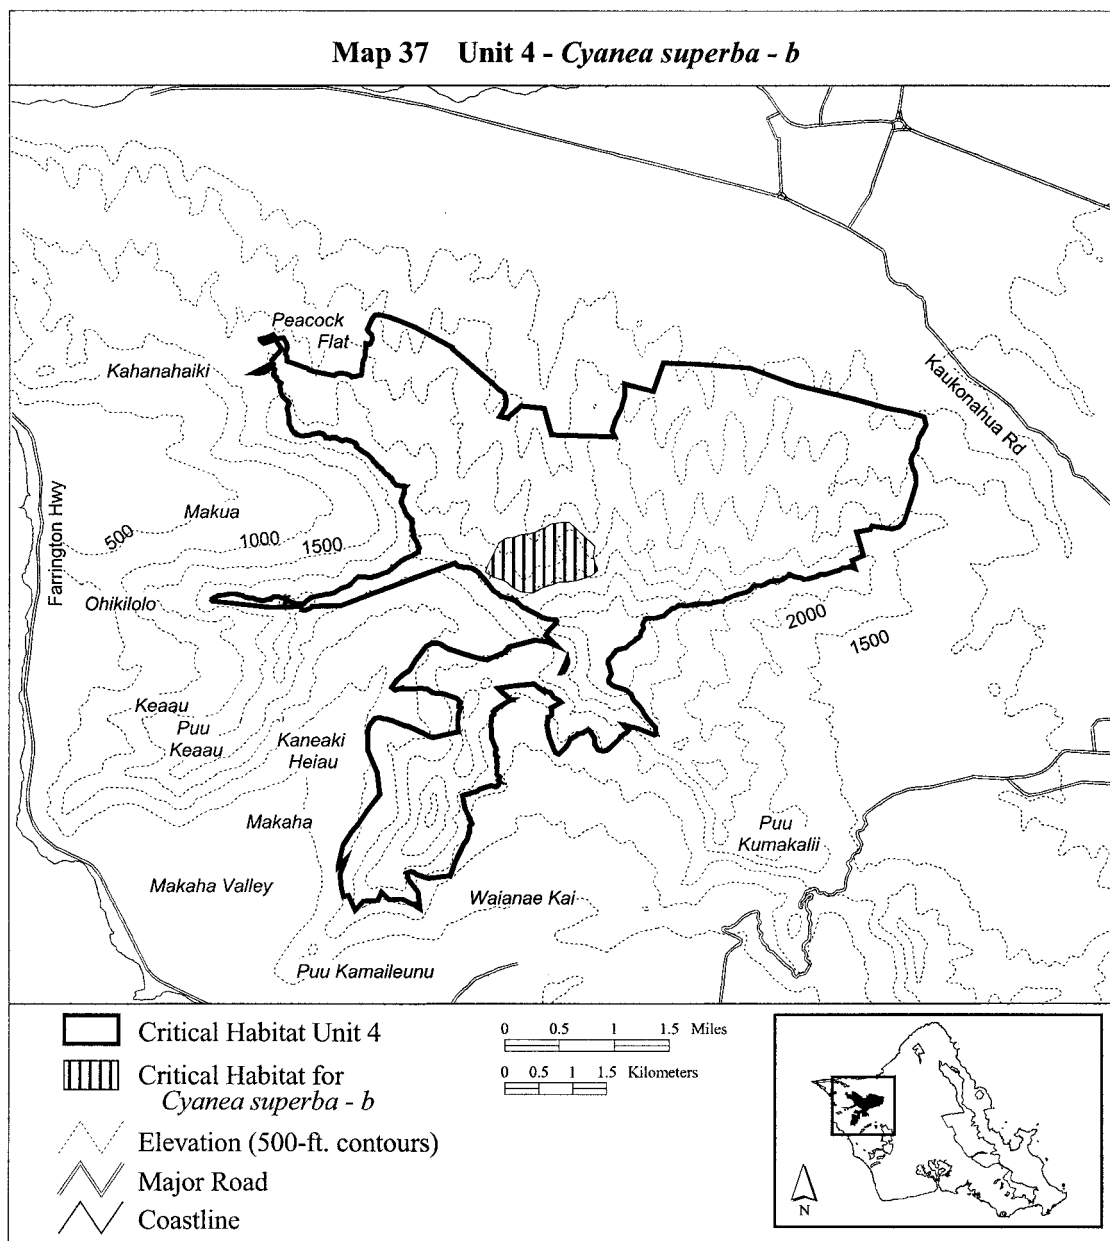 Map 37 Unit 4 - Cyanea superba - b
Peacock
Flat
Kahanahaiki
Kaukonahua Rd
Farrington Hwy
Makua
500
1000
1500
Ohikilolo
2000
1500
Keaau
Puu
Keaau
Kaneaki
Heiau
Makaha
Puu
Kumakalii
Makaha Valley
Waianae Kai
Puu Kamaileunu
Critical Habitat Unit 4
Critical Habitat for
Cyanea superba - b
Elevation (500-ft. contours)
Major Road
Coastline
0 0.5 1 1.5 Miles
0 0.5 1 1.5 Kilometers
N